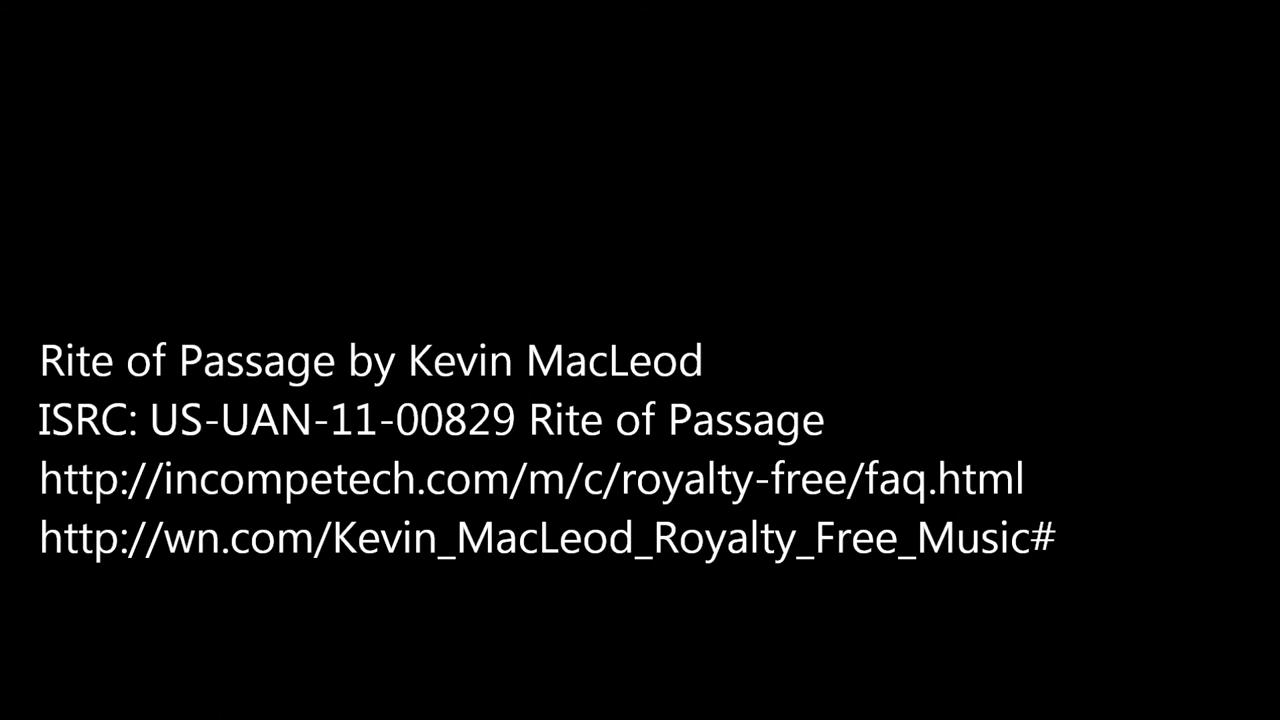 Rite of Passage by Kevin MacLeod
ISRC: US-UAN-11-00829 Rite of Passage
http://incompetech.com/m/c/royalty-free/faq.html
http://wn.com/Kevin_MacLeod_Royalty_Free_Music#